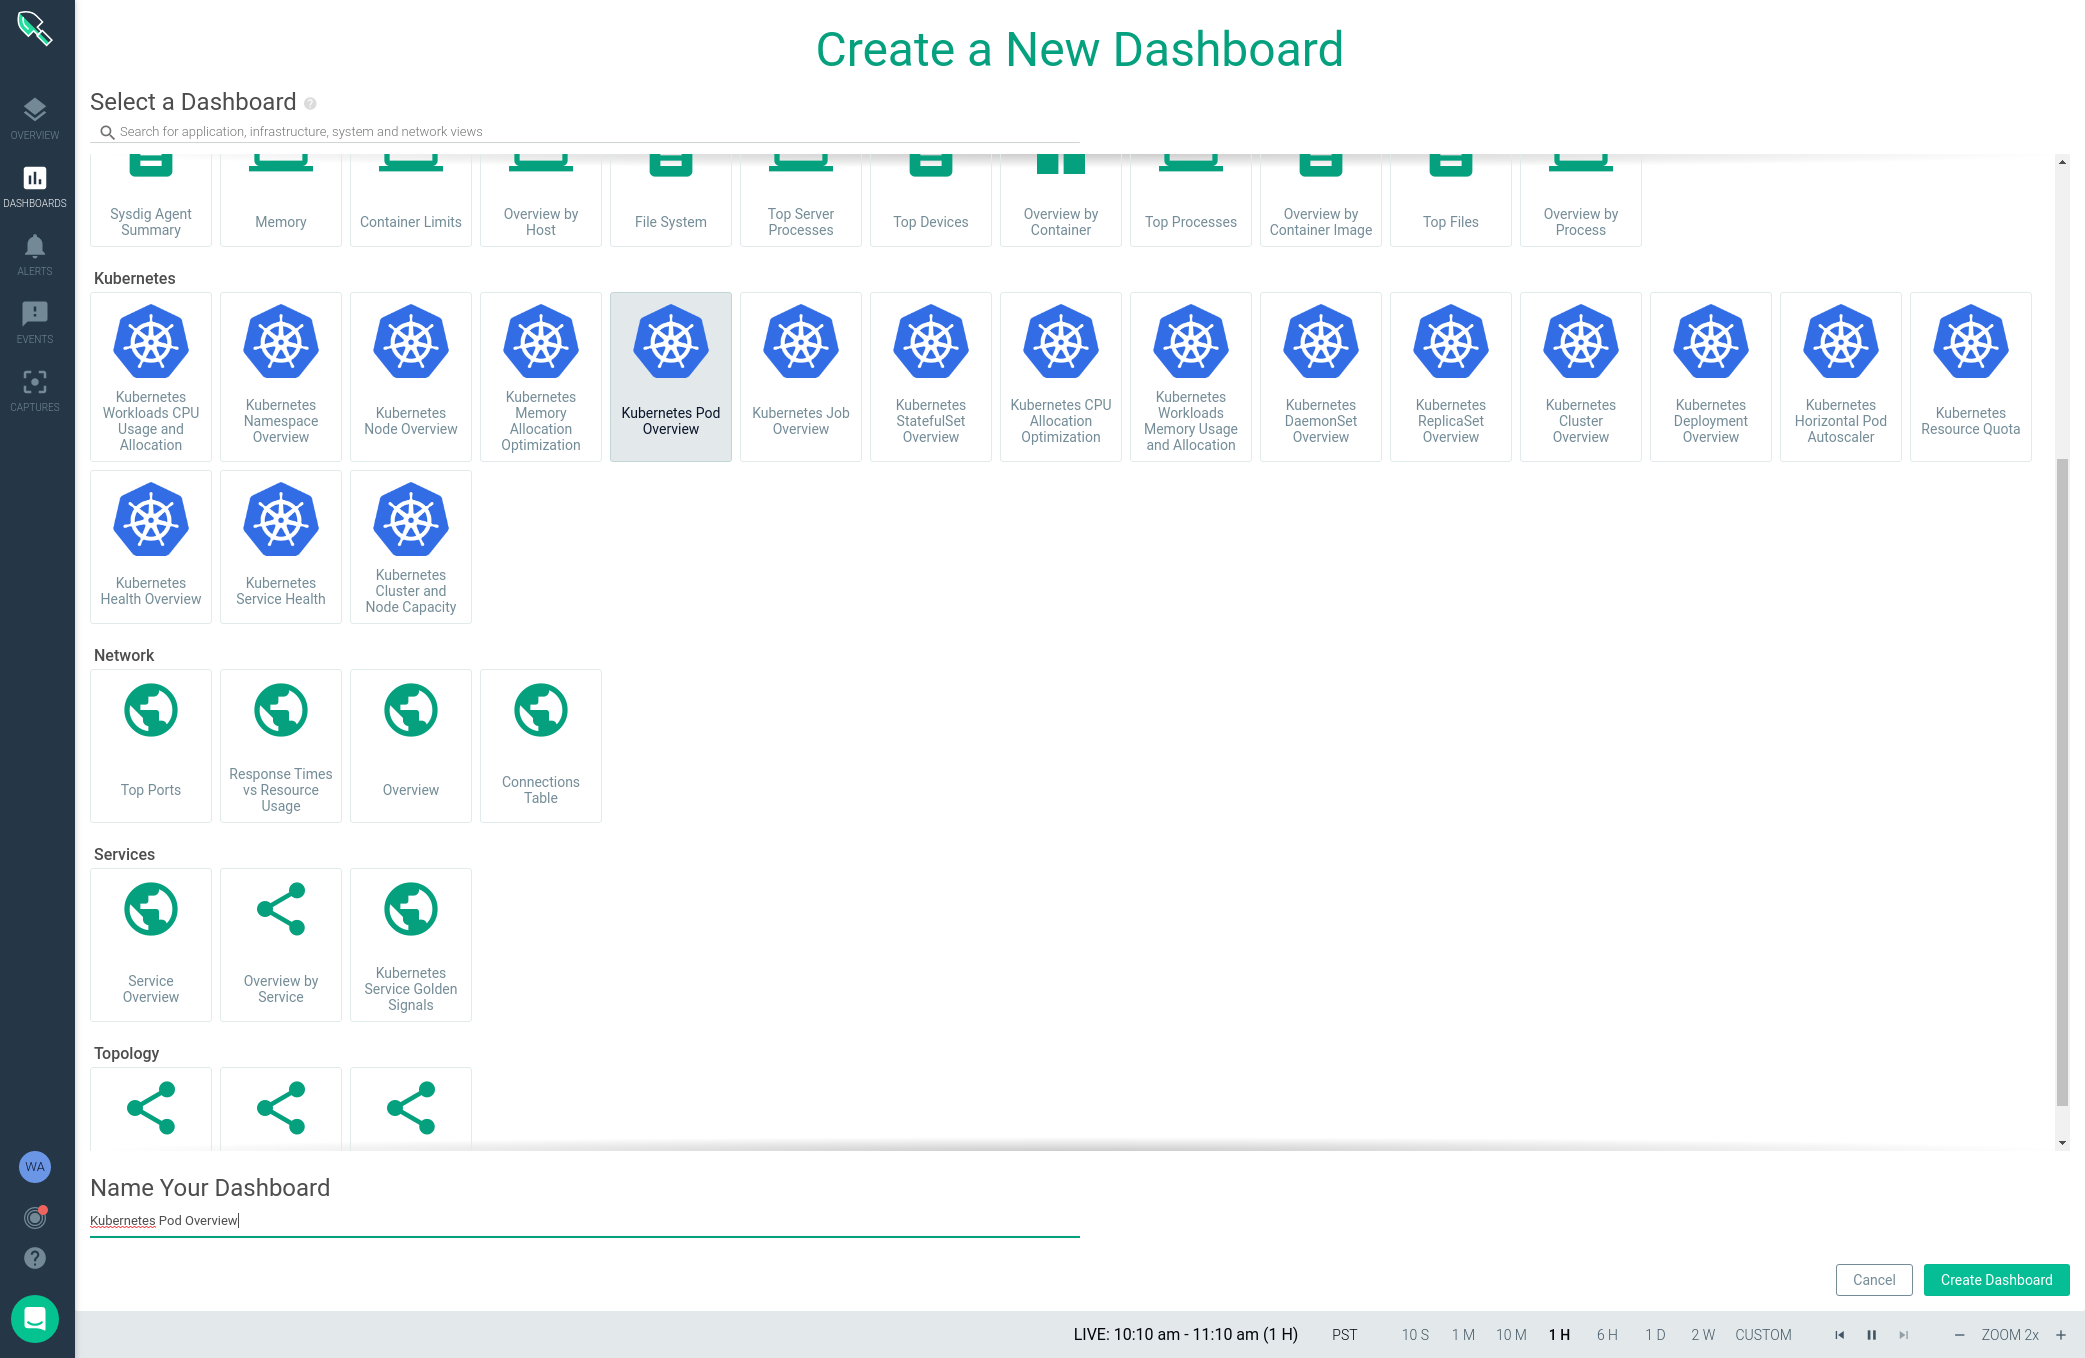 Create a New Dashboard
Select a Dashboard
?
Search for application, infrastructure, system and network views
OVERVIEW
DASHBOARDS
ALERTS
EVENTS
CAPTURES
Sysdig Agent
Summary
Memory
Container Limits
Overview by
Host
File System
Top Server
Processes
Top Devices
Overview by
Container
Top Processes
Overview by
Container Image
Top Files
Overview by
Process
Kubernetes
Kubernetes
Workloads CPU
Usage and
Allocation
Kubernetes
Namespace
Overview
Kubernetes
Node Overview
Kubernetes
Memory
Allocation
Optimization
Kubernetes Pod
Overview
Kubernetes Job
Overview
Kubernetes
StatefulSet
Overview
Kubernetes CPU
Allocation
Optimization
Kubernetes
Workloads
Memory Usage
and Allocation
Kubernetes
DaemonSet
Overview
Kubernetes
ReplicaSet
Overview
Kubernetes
Cluster
Overview
Kubernetes
Deployment
Overview
Kubernetes
Horizontal Pod
Autoscaler
Kubernetes
Resource Quota
Kubernetes
Health Overview
Kubernetes
Service Health
Kubernetes
Cluster and
Node Capacity
Network
Top Ports
Response Times
vs Resource
Usage
Overview
Connections
Table
Services
Service
Overview
Overview by
Service
Kubernetes
Service Golden
Signals
Topology
WA
?
Name Your Dashboard
Kubernetes Pod Overview
Cancel
Create Dashboard
LIVE: 10:10 am - 11:10 am (1 H) PST 10 S 1 M 10 M 1 H 6 H 1 D 2 W CUSTOM − ZOOM 2x +